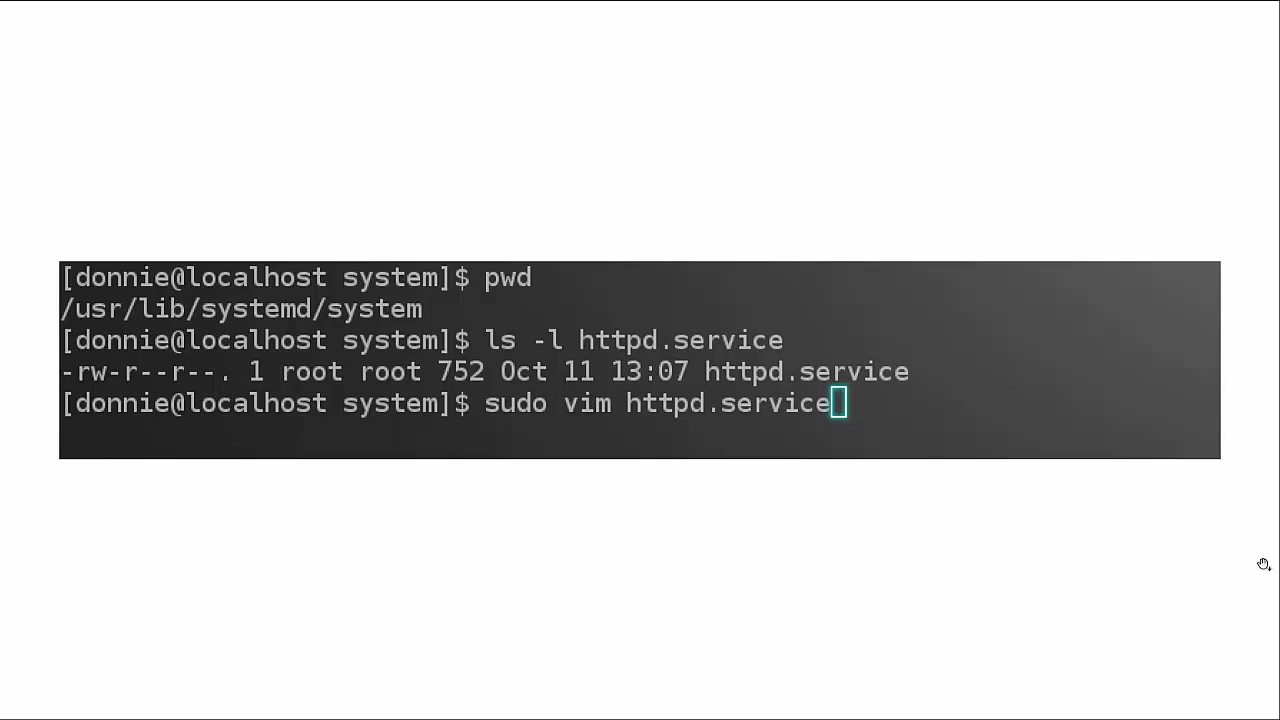 [donnie@localhost system]$ pwd
/usr/lib/systemd/system
[donnie@localhost system]$ ls -l httpd.service
-rw-r--r--. 1 root root 752 Oct 11 13:07 httpd.service
[donnie@localhost system]$ sudo vim httpd.service